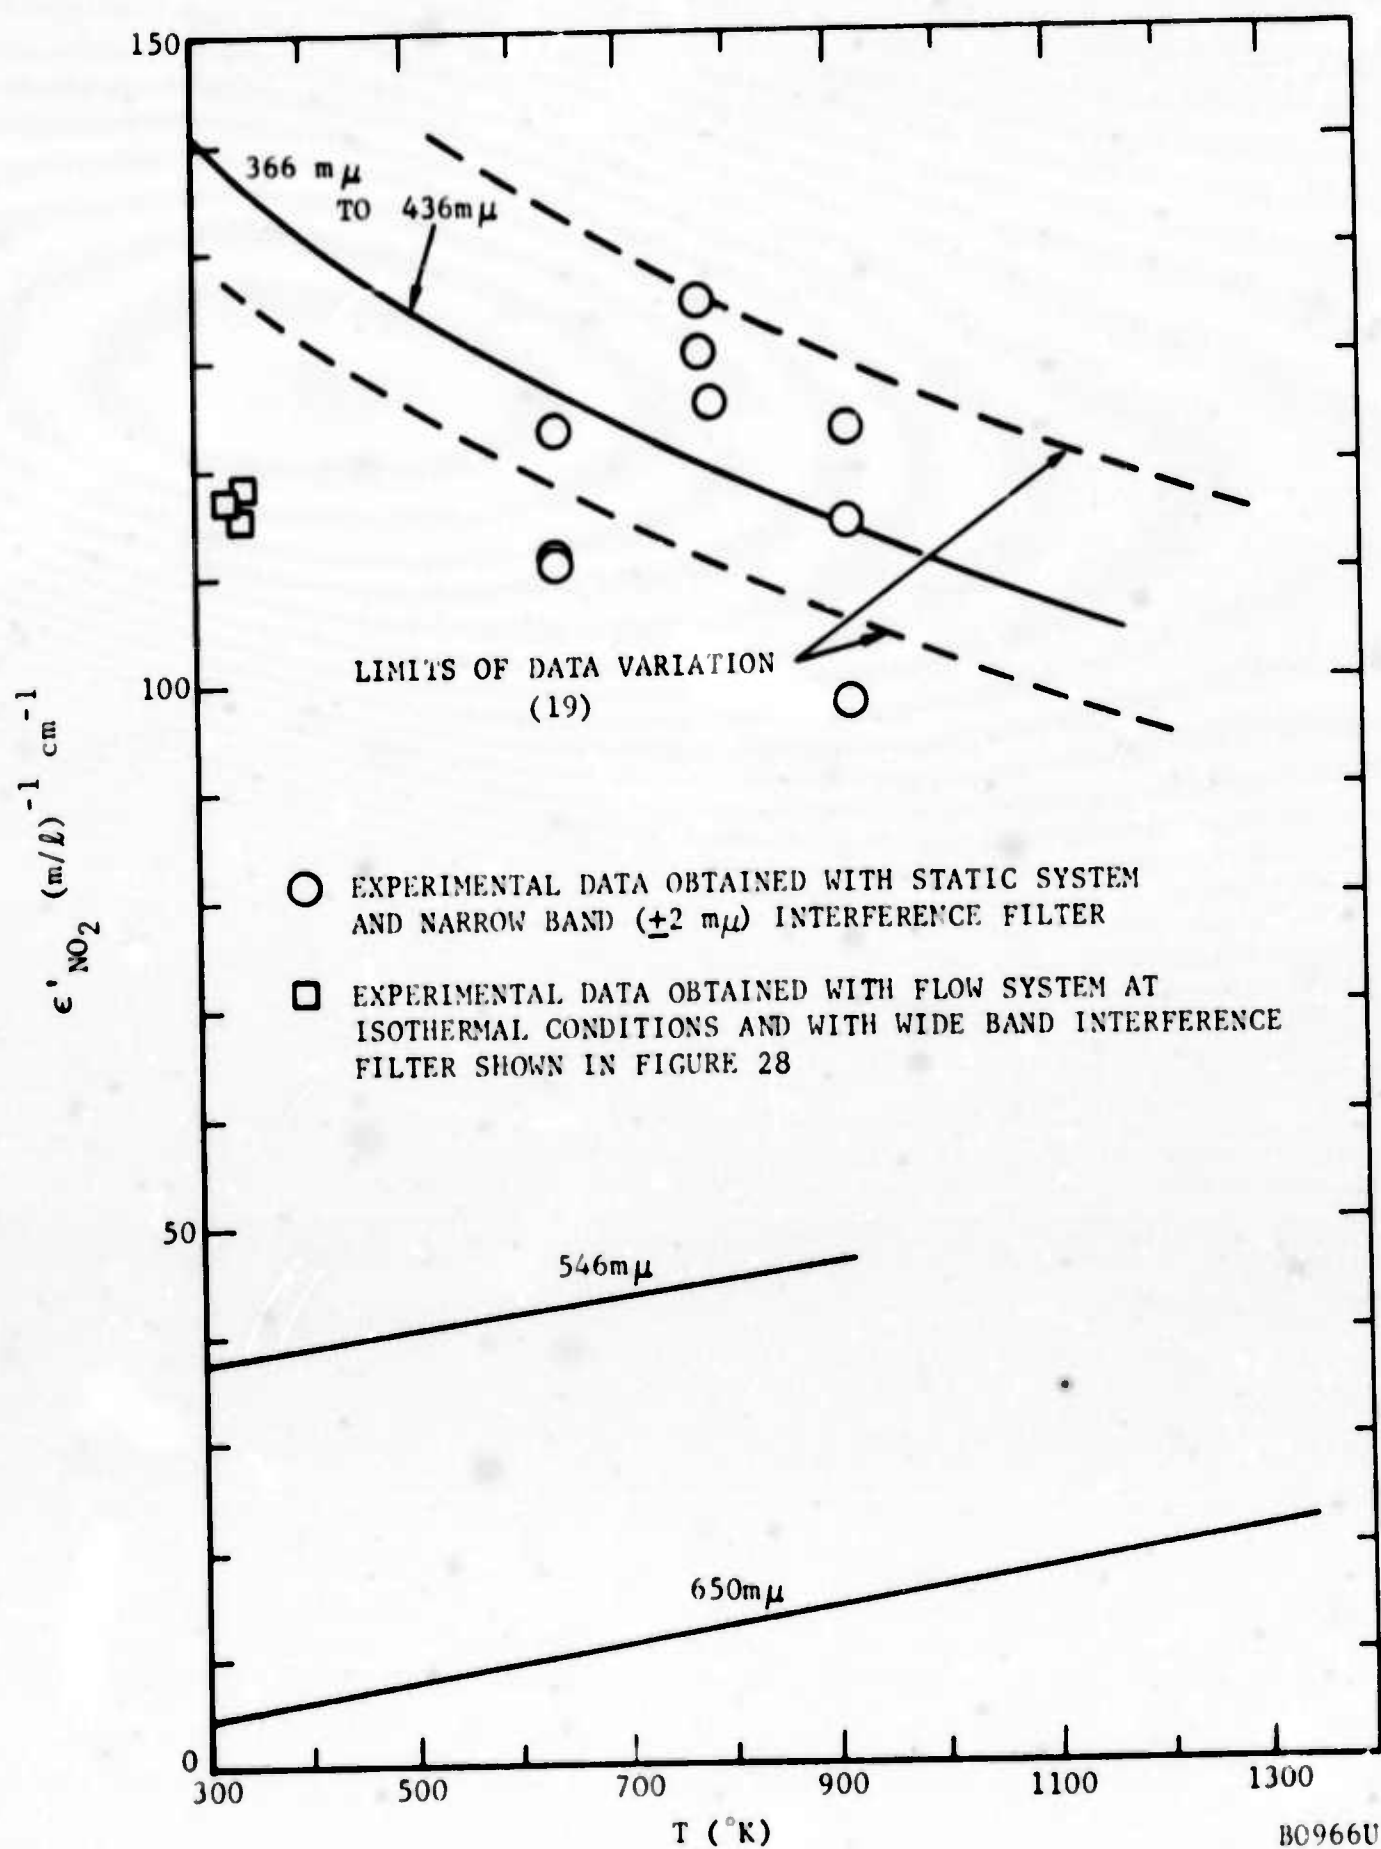 150
366 mμ
TO 436mμ
LIMITS OF DATA VARIATION
(19)
100
ϵ'NO2 (m/ℓ)-1 cm-1
EXPERIMENTAL DATA OBTAINED WITH STATIC SYSTEM
AND NARROW BAND (±2 mμ) INTERFERENCE FILTER
EXPERIMENTAL DATA OBTAINED WITH FLOW SYSTEM AT
ISOTHERMAL CONDITIONS AND WITH WIDE BAND INTERFERENCE
FILTER SHOWN IN FIGURE 28
50
546mμ
650mμ
0
300 500 700 900 1100 1300
T (°K)
B0966U